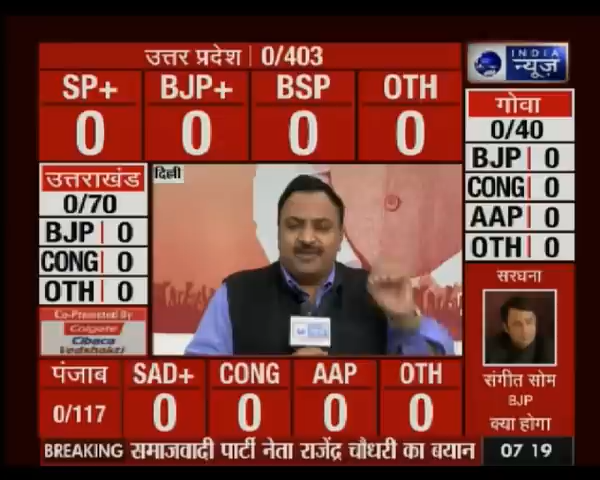 उत्तर प्रदेश 0/403
SP+ BJP+ BSP OTH
0 0 0 0
INDIA
न्यूज़
गोवा
0/40
BJP 0
CONG 0
AAP 0
OTH 0
उत्तराखंड
0/70
BJP 0
CONG 0
OTH 0
दिल्ली
Co-Presented By
Colgate
Cibaca
Vedshakti
सरधना
संगीत सोम
BJP
क्या होगा
पंजाब SAD+ CONG AAP OTH
0/117 0 0 0 0
BREAKING समाजवादी पार्टी नेता राजेंद्र चौधरी का बयान
07 19